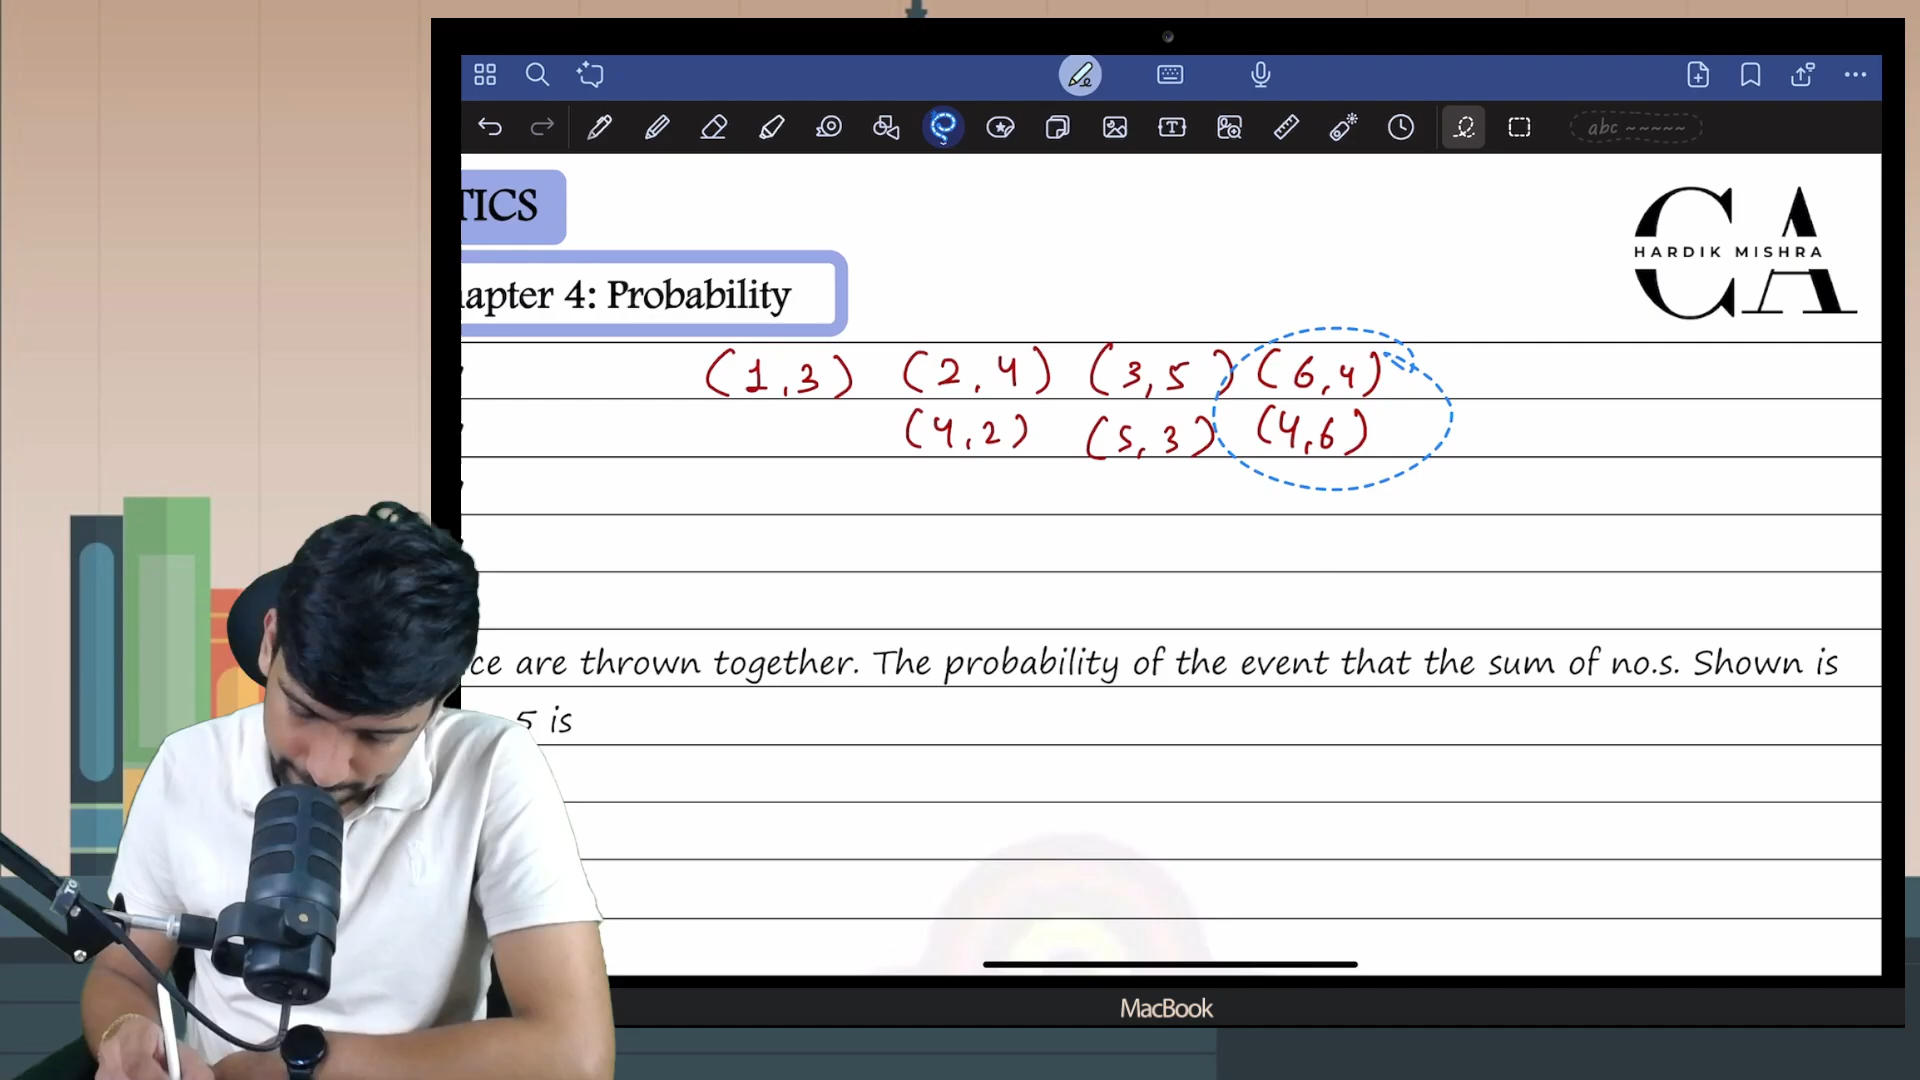 abc ~~~~~
TICS
CA
HARDIK MISHRA
apter 4: Probability
(1,3) (2,4) (3,5) (6,4)
(4,2) (5,3) (4,6)
ce are thrown together. The probability of the event that the sum of no.s. Shown is
5 is
MacBook